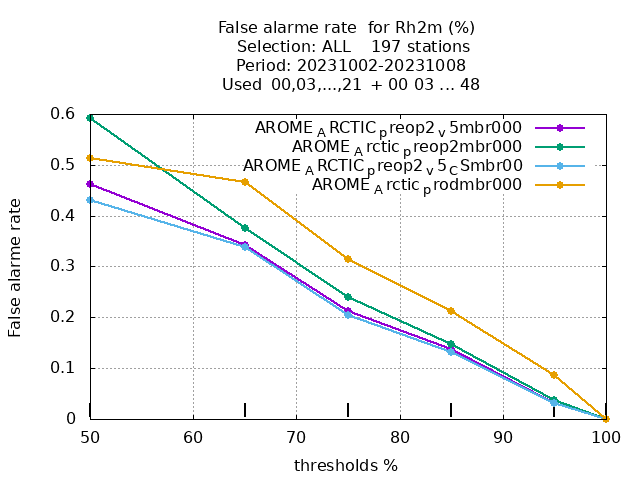 False alarme rate  for Rh2m (%)
Selection: ALL    197 stations
Period: 20231002-20231008
Used  00,03,...,21  + 00 03 ... 48
AROME_ARCTIC_preop2_v5mbr000
AROME_Arctic_preop2mbr000
AROME_ARCTIC_preop2_v5_CSmbr00
AROME_Arctic_prodmbr000
False alarme rate
0.6
0.5
0.4
0.3
0.2
0.1
0
50 60 70 80 90 100
thresholds %